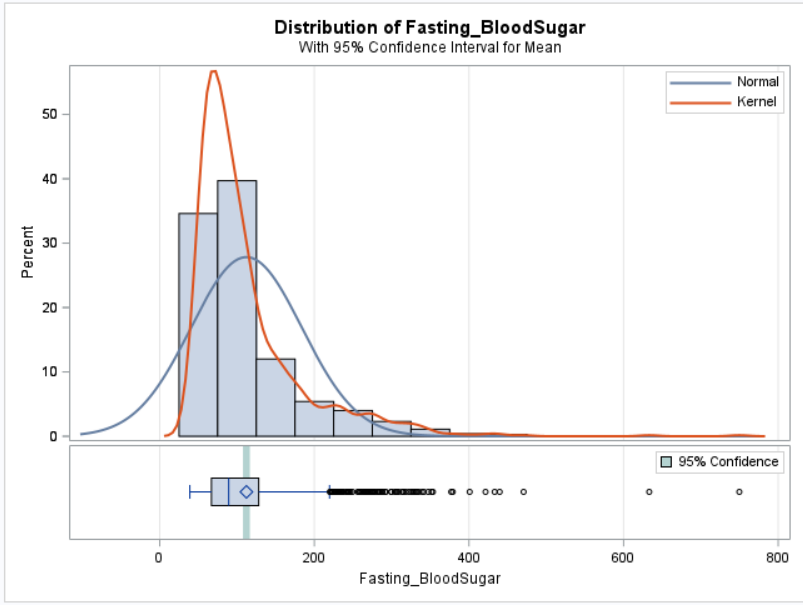 Distribution of Fasting_BloodSugar
With 95% Confidence Interval for Mean
Normal
Kernel
50
40
30
20
10
0
Percent
95% Confidence
0 200 400 600 800
Fasting_BloodSugar